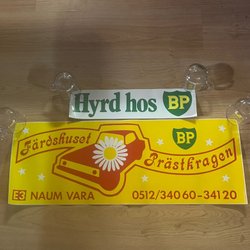 Hyrd hos BP
Färdshuset
BP
Prästkragen
E3 NAUM VARA 0512/340 60-341 20